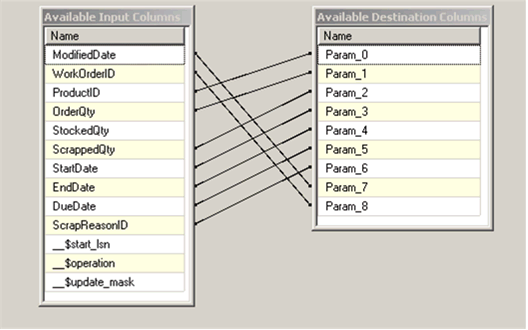 Available Input Columns
Name
ModifiedDate
WorkOrderID
ProductID
OrderQty
StockedQty
ScrappedQty
StartDate
EndDate
DueDate
ScrapReasonID
__$start_lsn
__$operation
__$update_mask
Available Destination Columns
Name
Param_0
Param_1
Param_2
Param_3
Param_4
Param_5
Param_6
Param_7
Param_8